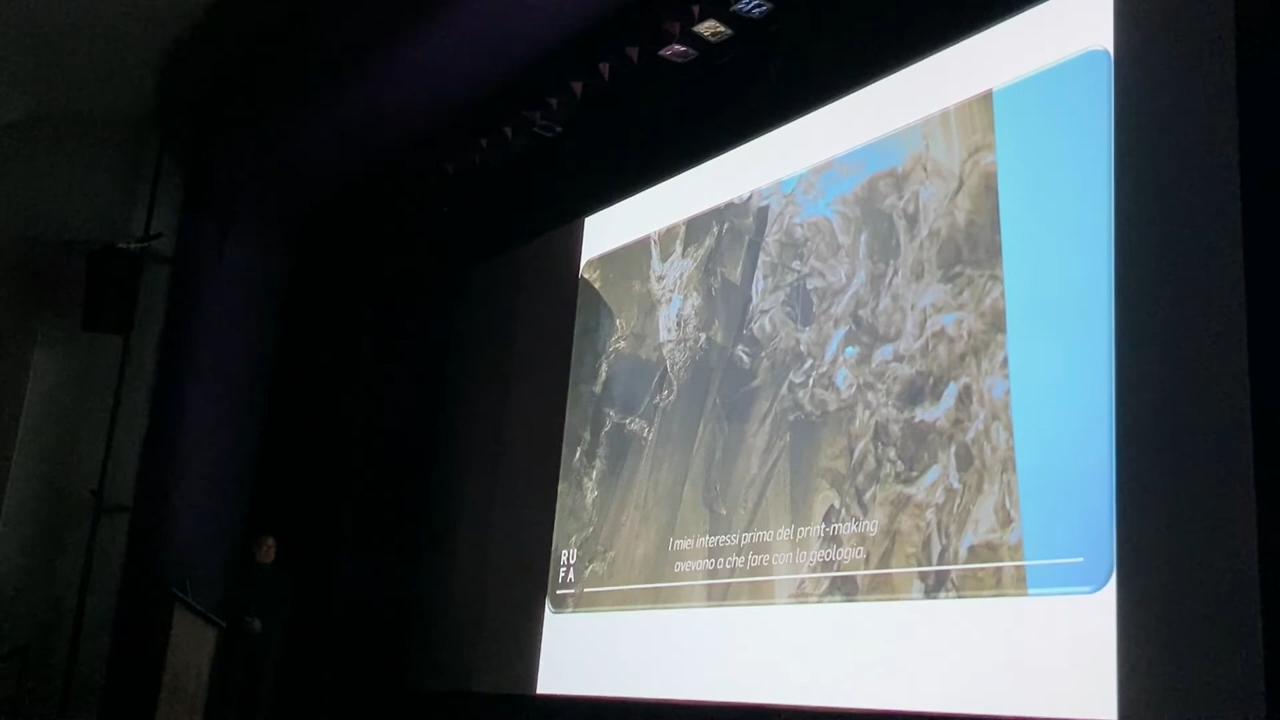 I miei interessi prima del print-making
avevano a che fare con la geologia.
RU
FA